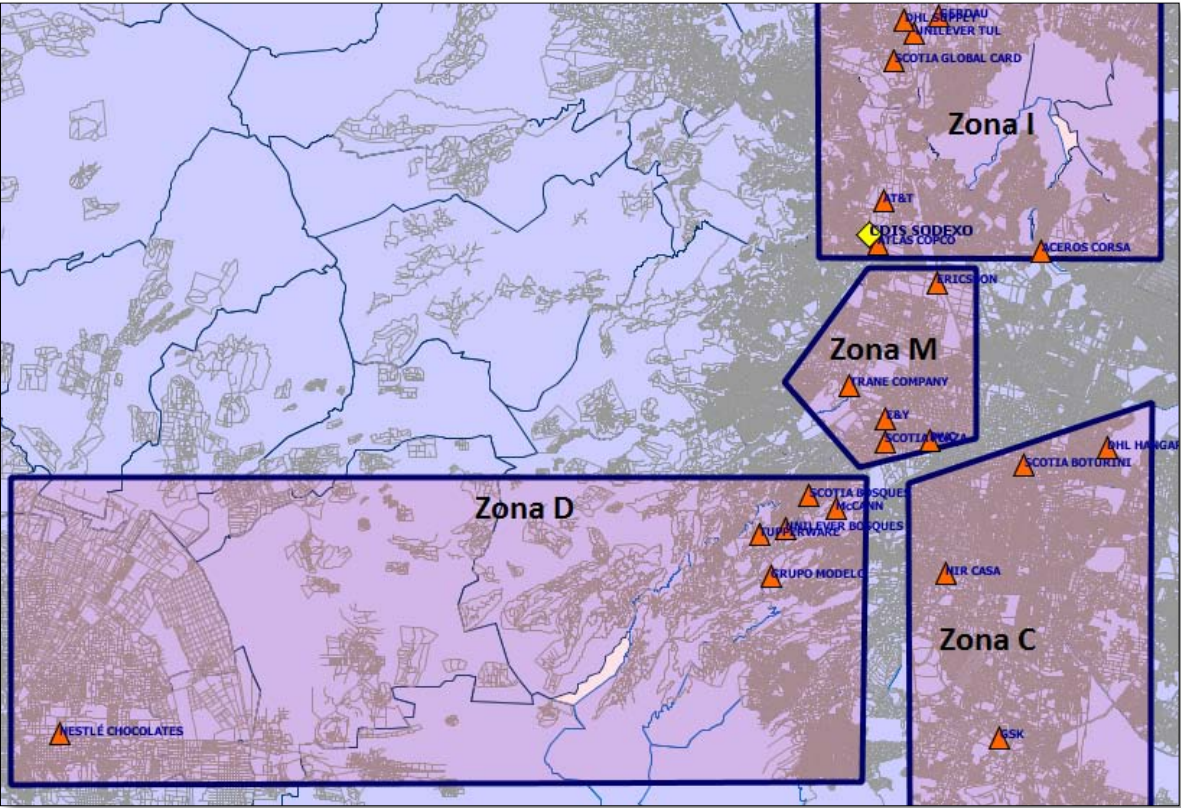 GERDAU
DHL SUPPLY
UNILEVER TUL
SCOTIA GLOBAL CARD
Zona I
AT&T
CDIS SODEXO
ATLAS COPCO
ACEROS CORSA
ERICSSON
Zona M
TRANE COMPANY
E&Y
SCOTIA PLAZA
DHL HANGAR
SCOTIA BOTURINI
Zona D
SCOTIA BOSQUES
McCANN
UNILEVER BOSQUES
TUPPERWARE
GRUPO MODELO
HIR CASA
Zona C
NESTLÉ CHOCOLATES
GSK